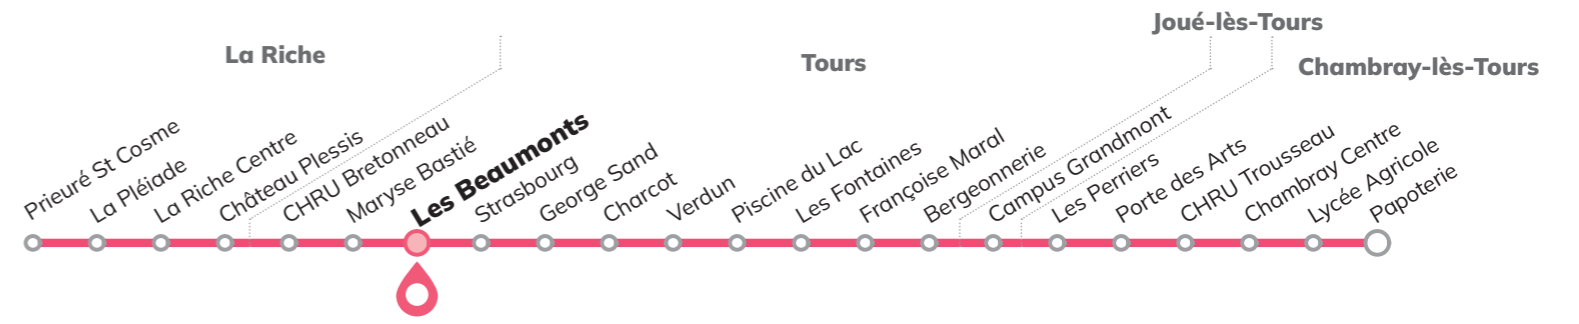 La Riche
Tours
Joué-lès-Tours
Chambray-lès-Tours
Prieuré St Cosme
La Pléiade
La Riche Centre
Château Plessis
CHRU Bretonneau
Maryse Bastié
Les Beaumonts
Strasbourg
George Sand
Charcot
Verdun
Piscine du Lac
Les Fontaines
Françoise Maral
Bergeonnerie
Campus Grandmont
Les Perriers
Porte des Arts
CHRU Trousseau
Chambray Centre
Lycée Agricole
Papoterie